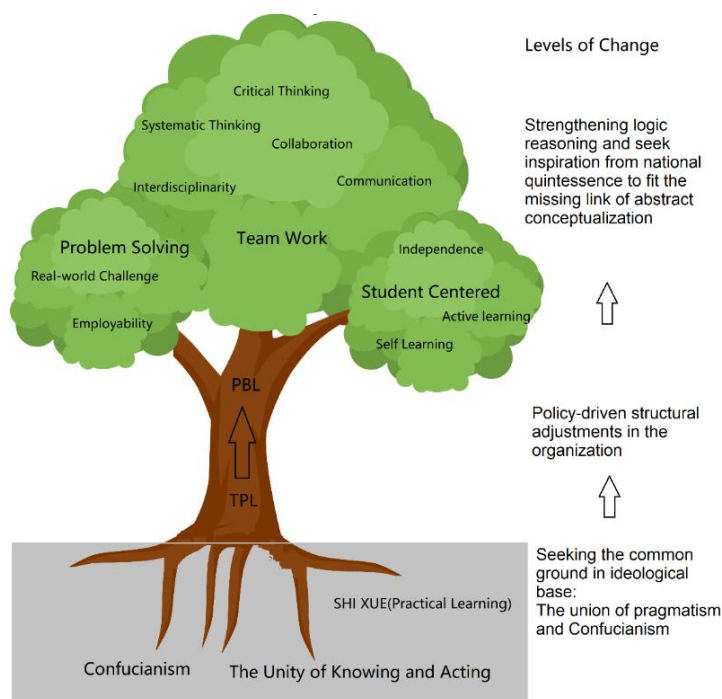 Levels of Change
Critical Thinking
Systematic Thinking
Collaboration
Interdisciplinarity
Communication
Strengthening logic
reasoning and seek
inspiration from national
quintessence to fit the
missing link of abstract
conceptualization
Problem Solving
Real-world Challenge
Employability
Team Work
Independence
Student Centered
Active learning
Self Learning
PBL
TPL
Policy-driven structural
adjustments in the
organization
Seeking the common
ground in ideological
base:
The union of pragmatism
and Confucianism
SHI XUE(Practical Learning)
Confucianism
The Unity of Knowing and Acting